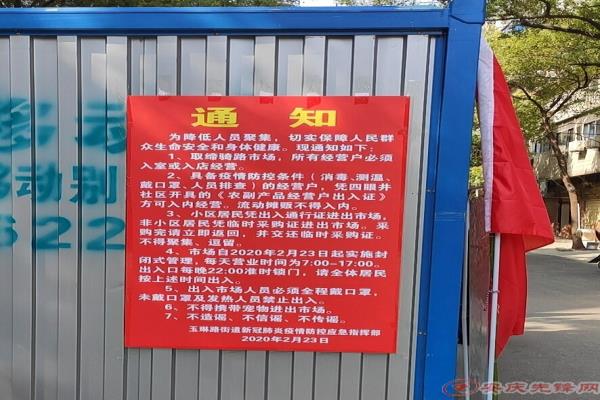 通 知
为降低人员聚集，切实保障人民群
众生命安全和身体健康。现通知如下：
1、取缔骑路市场，所有经营户必须
入室或入店经营。
2、具备疫情防控条件（消毒、测温、
戴口罩、人员排查）的经营户，凭四眼井
社区开具的《农副产品经营户出入证》
方可入内经营。流动摊贩不得入内。
3、小区居民凭出入通行证进出市场，
非小区居民凭临时采购证进出市场。采
购完请立即返回，并交还临时采购证。
不得聚集、逗留。
4、市场自2020年2月23日起实施封
闭式管理，每天营业时间为7:00-17:00。
出入口每晚22:00准时锁门，请全体居民
按上述时间出入。
5、出入市场人员必须全程戴口罩，
未戴口罩及发热人员禁止出入。
6、不得携带宠物进出市场。
7、不造谣、不信谣、不传谣。
玉琳路街道新冠肺炎疫情防控应急指挥部
2020年2月23日
移动别
622
安庆先锋网